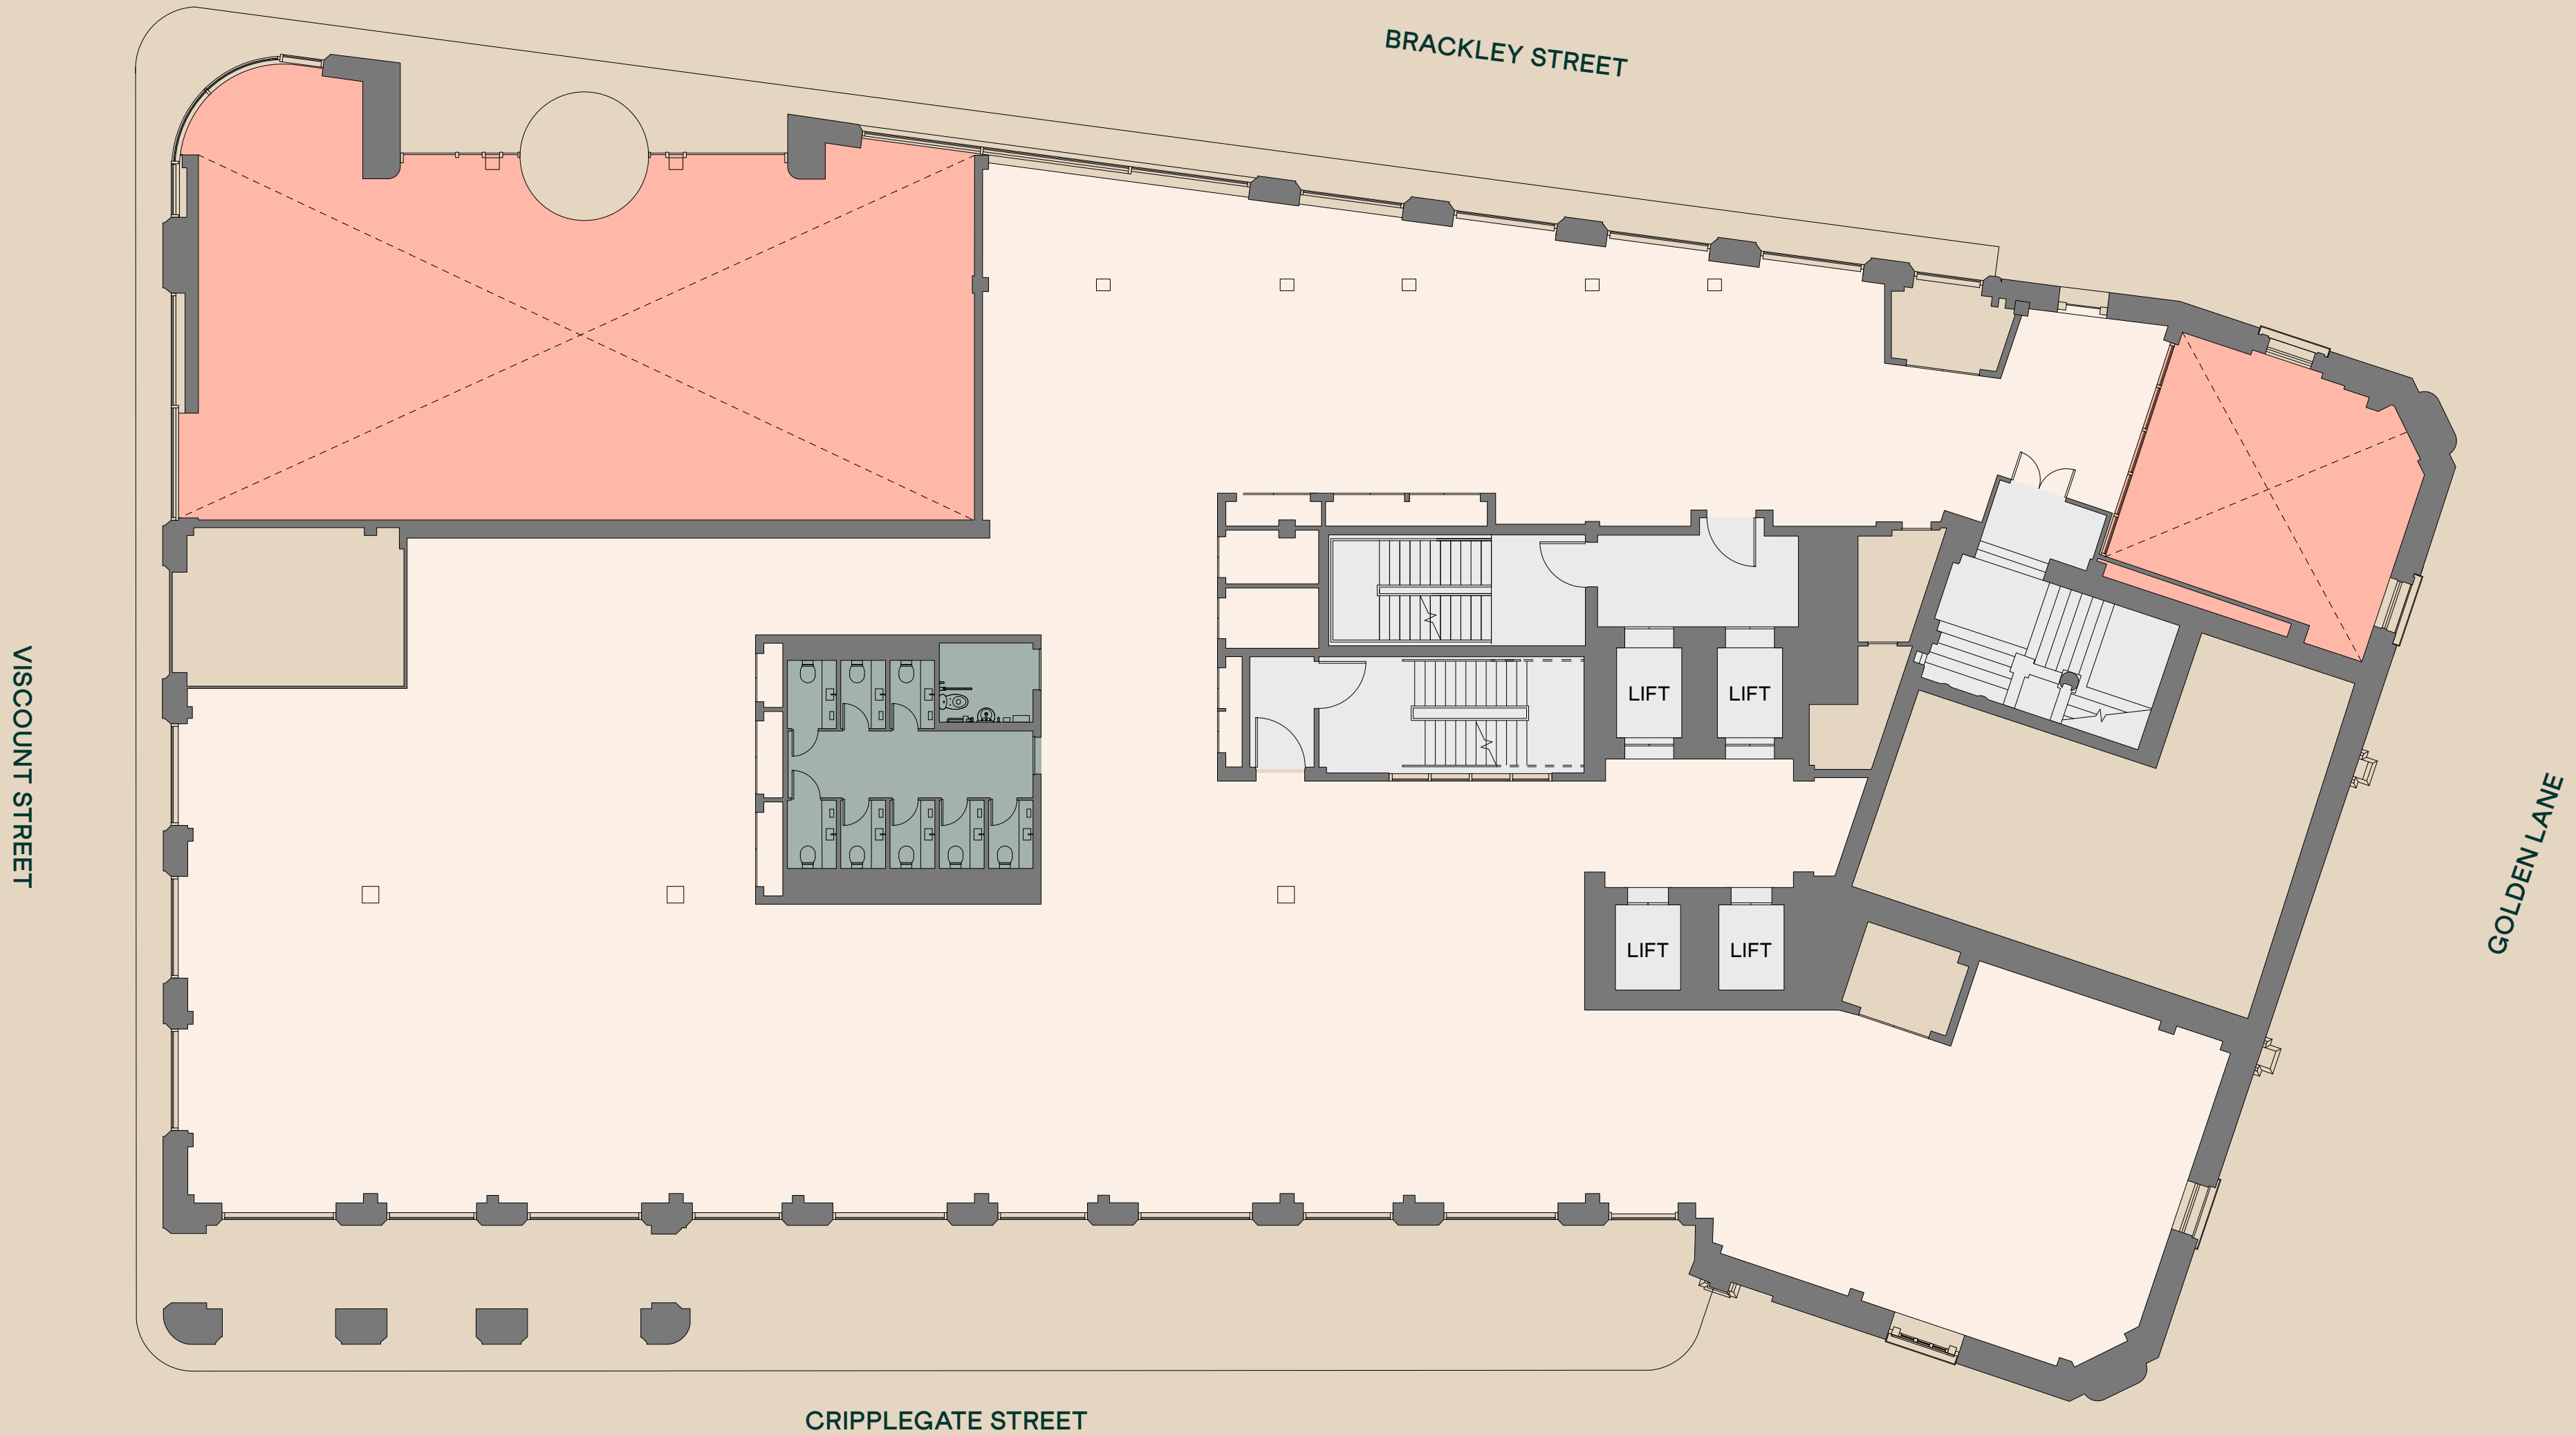 BRACKLEY STREET
VISCOUNT STREET
LIFT
LIFT
GOLDEN LANE
LIFT
LIFT
CRIPPLEGATE STREET